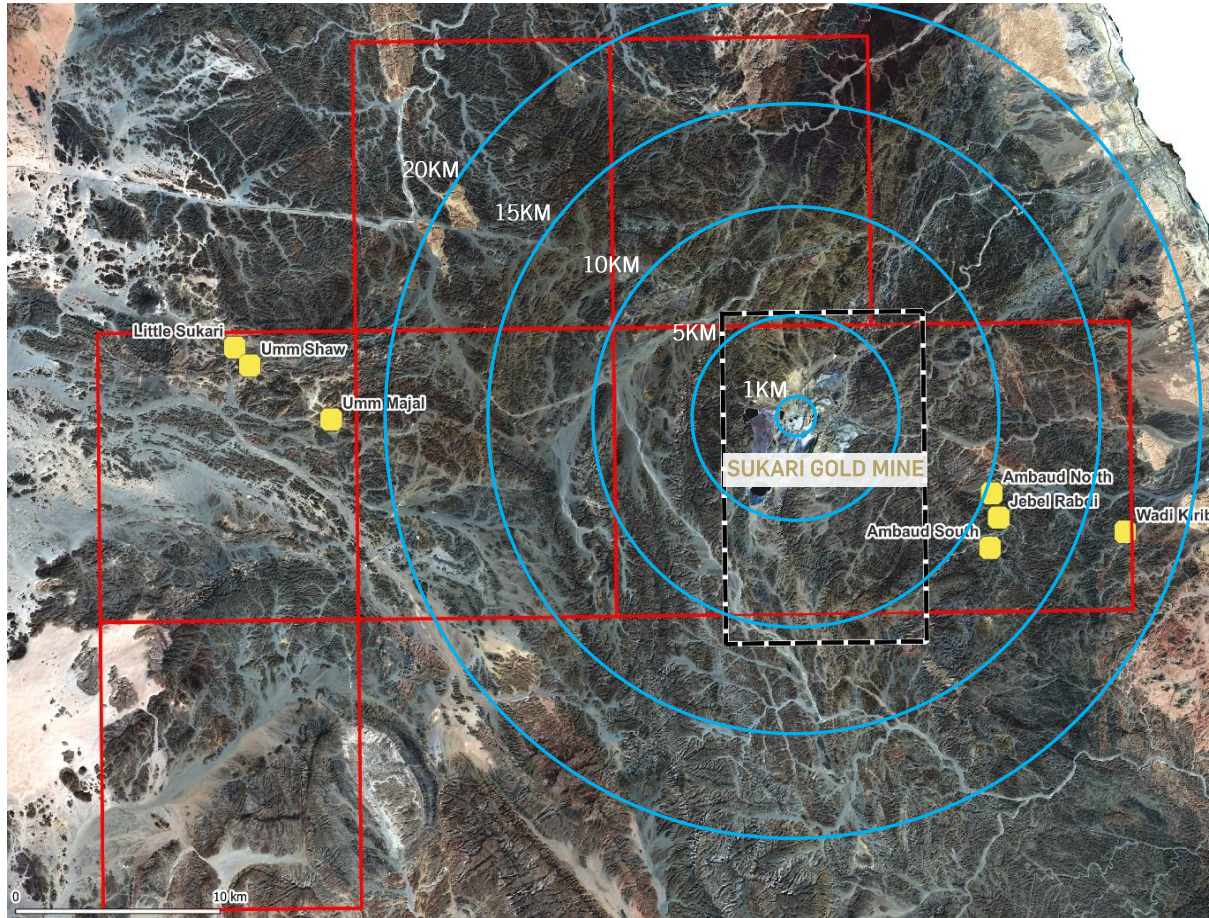 20KM
15KM
10KM
5KM
1KM
Little Sukari
Umm Shaw
Umm Majal
SUKARI GOLD MINE
Ambaud North
Jebel Rabdi
Ambaud South
0
10 km